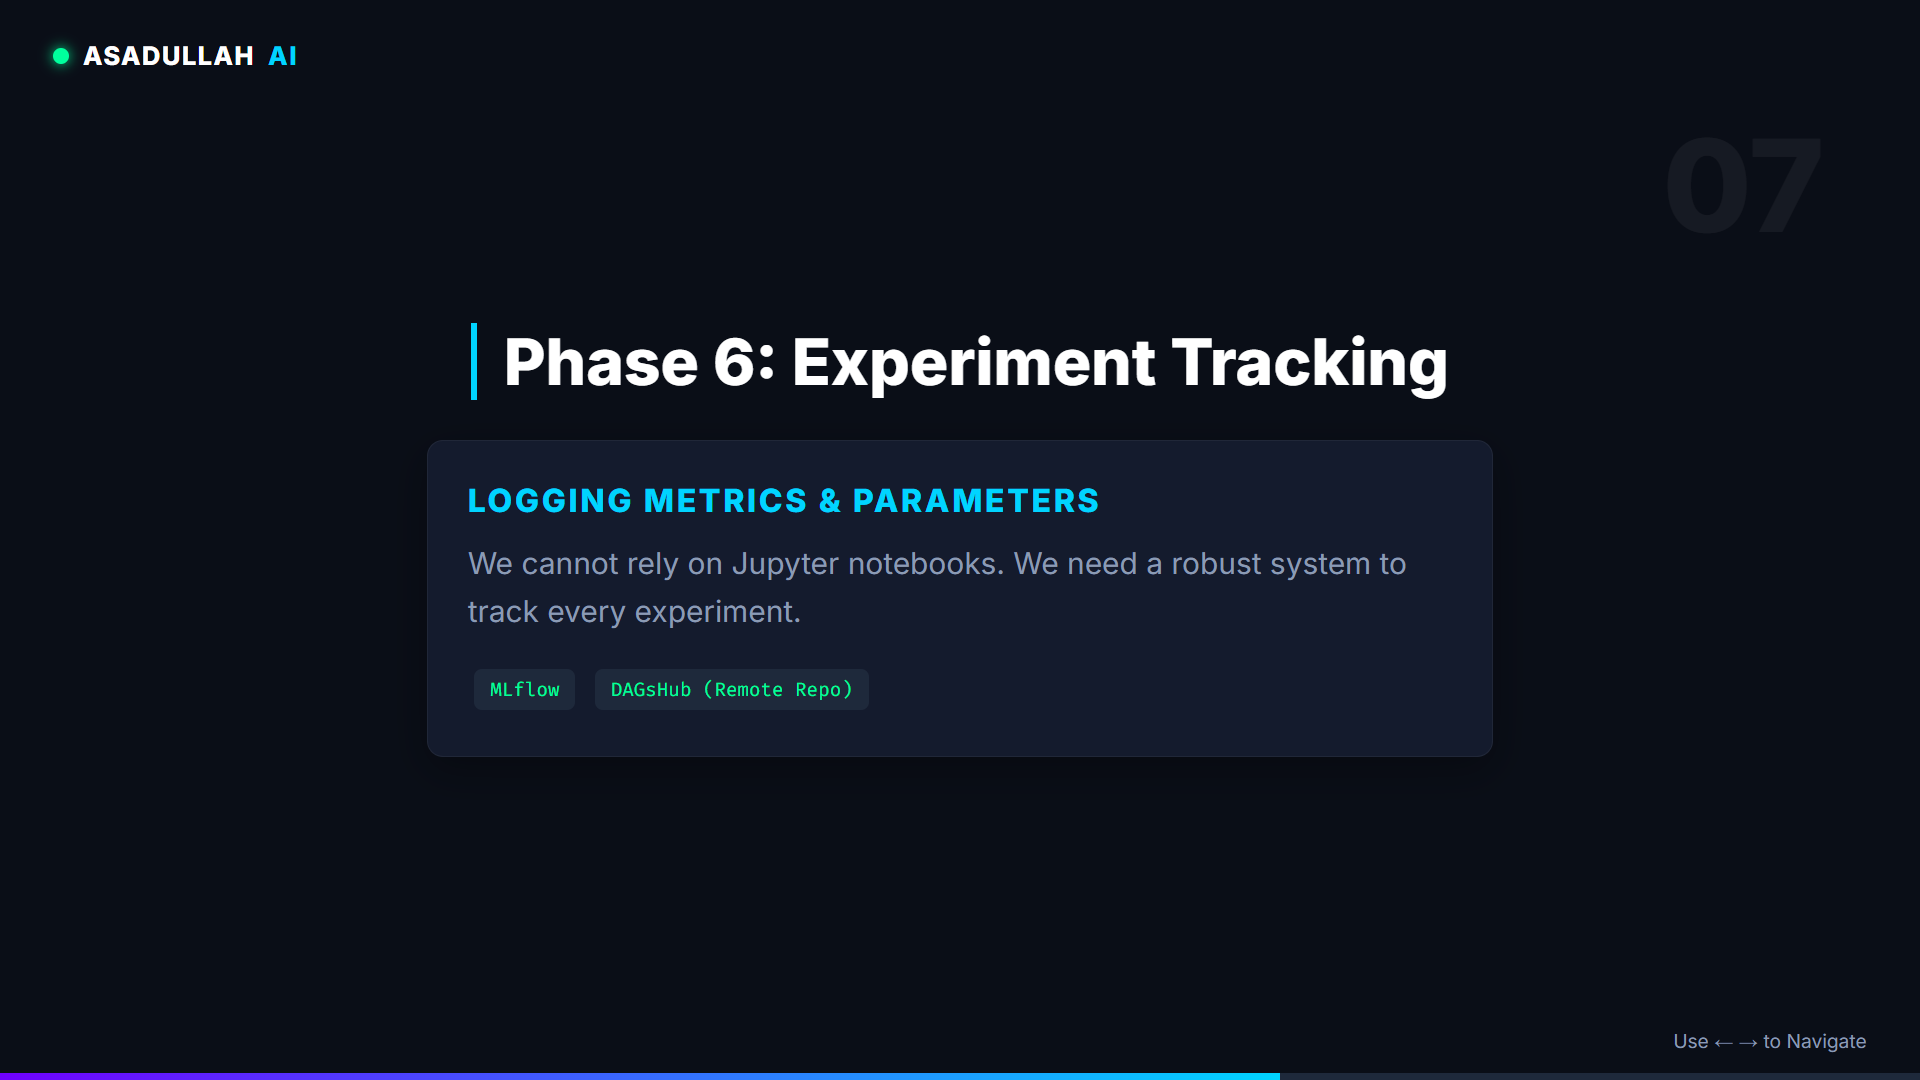 ASADULLAH AI
07
Phase 6: Experiment Tracking
LOGGING METRICS & PARAMETERS
We cannot rely on Jupyter notebooks. We need a robust system to
track every experiment.
MLflow DAGsHub (Remote Repo)
Use ← → to Navigate